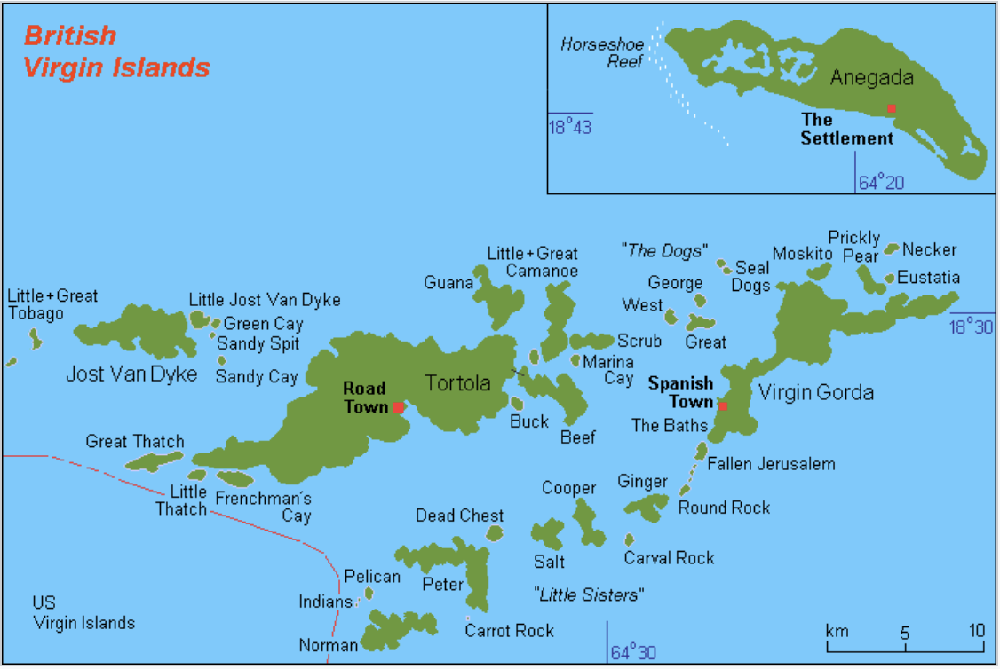 British
Virgin Islands
Horseshoe
Reef
Anegada
The
Settlement
18°43
64°20
Little+Great
Tobago
Jost Van Dyke
Little Jost Van Dyke
Green Cay
Sandy Spit
Sandy Cay
Guana
Little+Great
Camanoe
"The Dogs"
George
West
Great
Seal
Dogs
Moskito
Prickly
Pear
Necker
Eustatia
18°30
Scrub
Marina
Cay
Road
Town
Tortola
Buck
Beef
Spanish
Town
Virgin Gorda
The Baths
Fallen Jerusalem
Round Rock
Great Thatch
Little
Thatch
Frenchman's
Cay
Ginger
Cooper
Carval Rock
Salt
Dead Chest
Peter
"Little Sisters"
Pelican
Indians
Norman
Carrot Rock
US
Virgin Islands
64°30
km 5 10